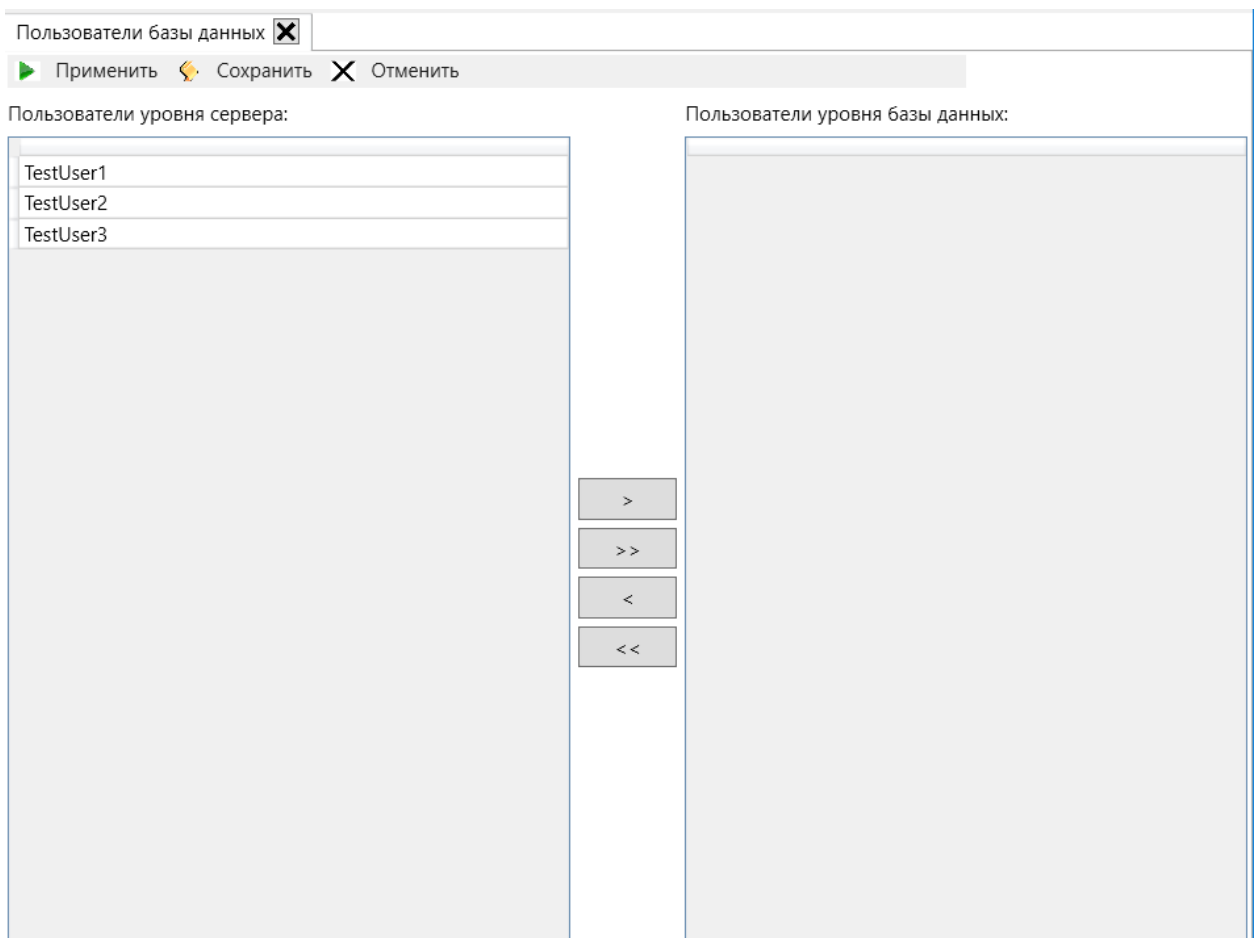 Пользователи базы данных
Применить Сохранить Отменить
Пользователи уровня сервера:
Пользователи уровня базы данных:
TestUser1
TestUser2
TestUser3
>
>>
<
<<